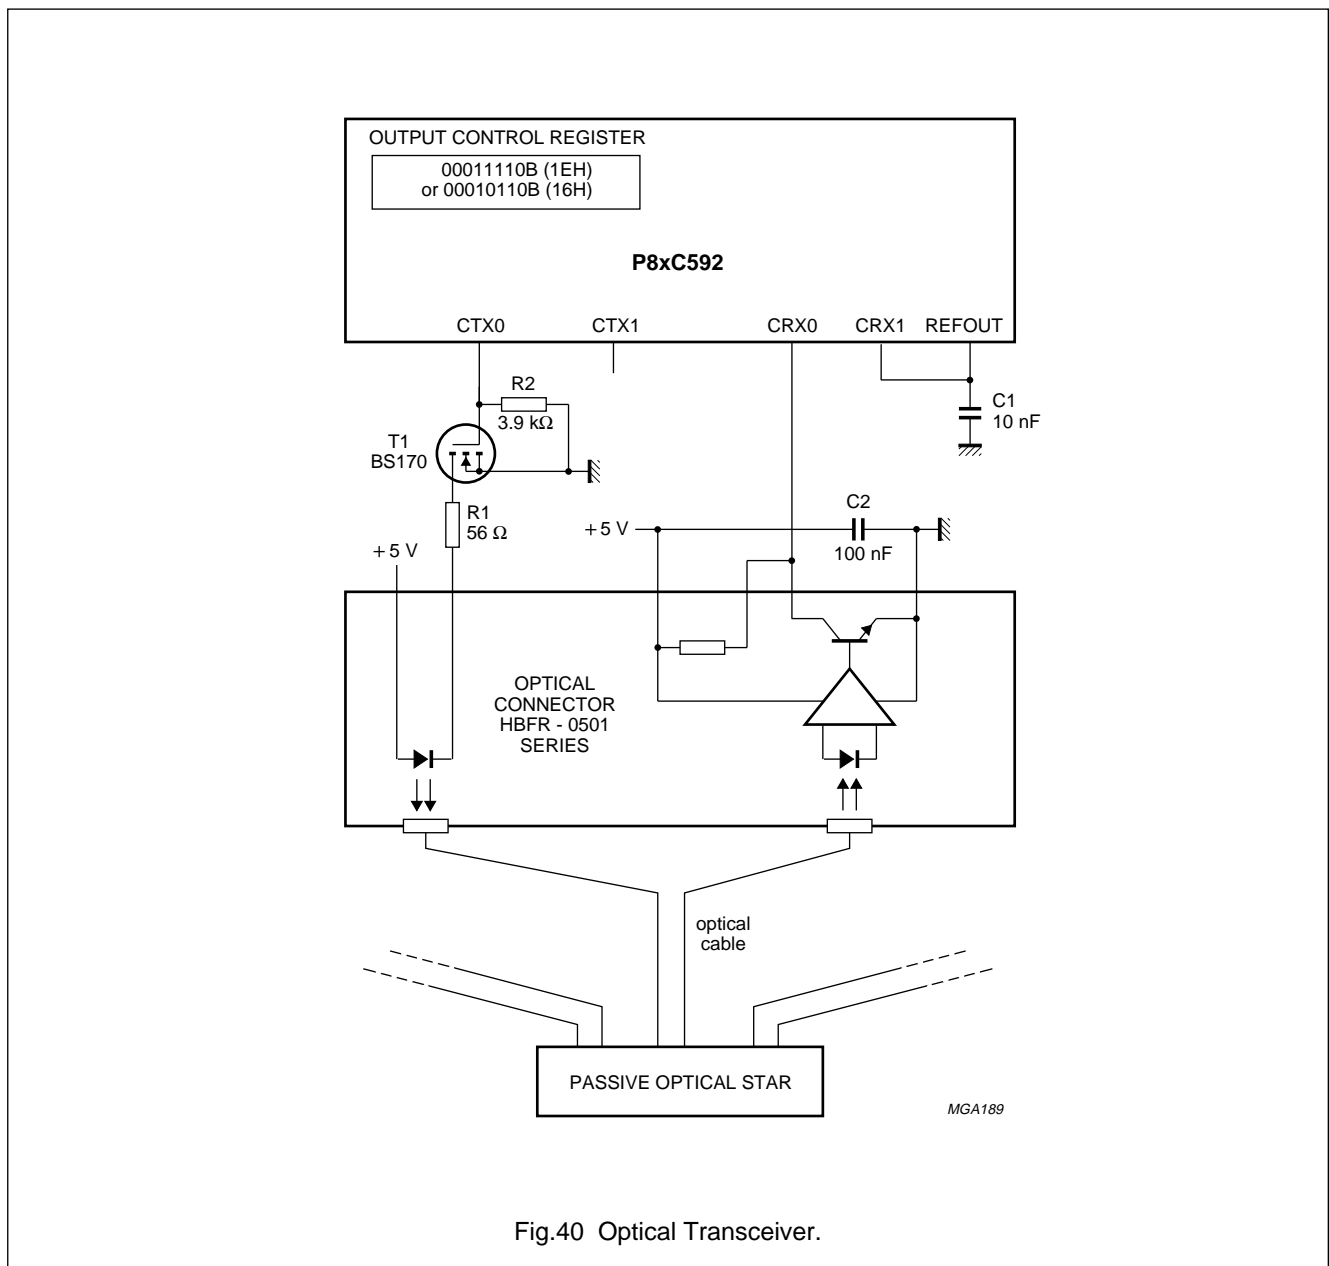 OUTPUT CONTROL REGISTER
00011110B (1EH)
or 00010110B (16H)
P8xC592
CTX0
CTX1
CRX0
CRX1
REFOUT
R2
3.9 kΩ
C1
10 nF
T1
BS170
R1
56 Ω
+5 V
C2
100 nF
+5 V
OPTICAL
CONNECTOR
HBFR - 0501
SERIES
optical
cable
PASSIVE OPTICAL STAR
MGA189
Fig.40 Optical Transceiver.